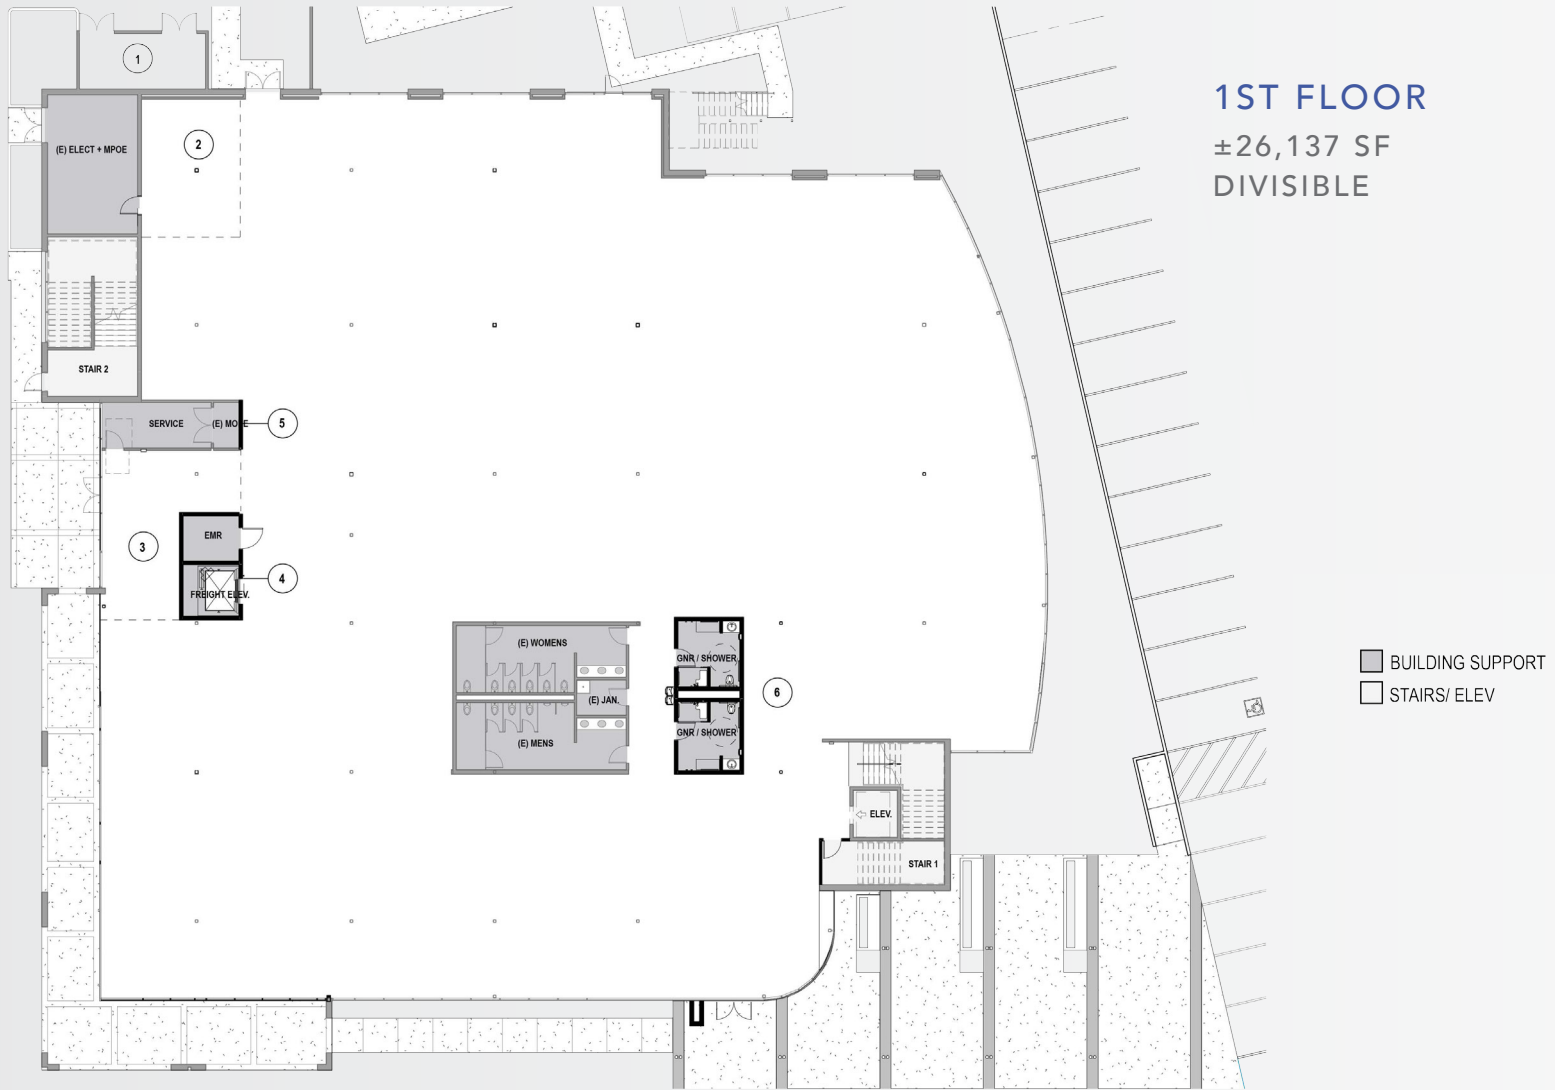 1ST FLOOR
±26,137 SF
DIVISIBLE
1
(E) ELECT + MPOE
2
STAIR 2
SERVICE
(E) MOPE
5
EMR
3
4
FREIGHT ELEV.
(E) WOMENS
GNR / SHOWER
BUILDING SUPPORT
STAIRS/ ELEV
6
(E) JAN.
GNR / SHOWER
(E) MENS
ELEV.
STAIR 1